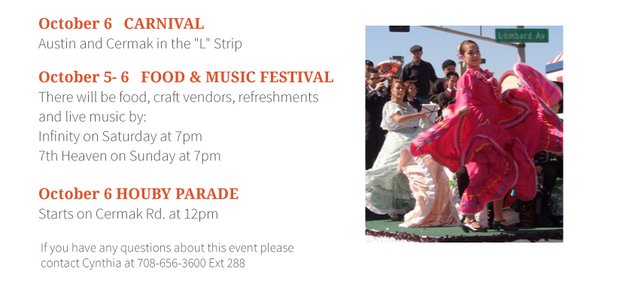 October 6   CARNIVAL
Austin and Cermak in the "L" Strip
October 5- 6   FOOD & MUSIC FESTIVAL
There will be food, craft vendors, refreshments
and live music by:
Infinity on Saturday at 7pm
7th Heaven on Sunday at 7pm
October 6 HOUBY PARADE
Starts on Cermak Rd. at 12pm
If you have any questions about this event please
contact Cynthia at 708-656-3600 Ext 288
Lombard Av